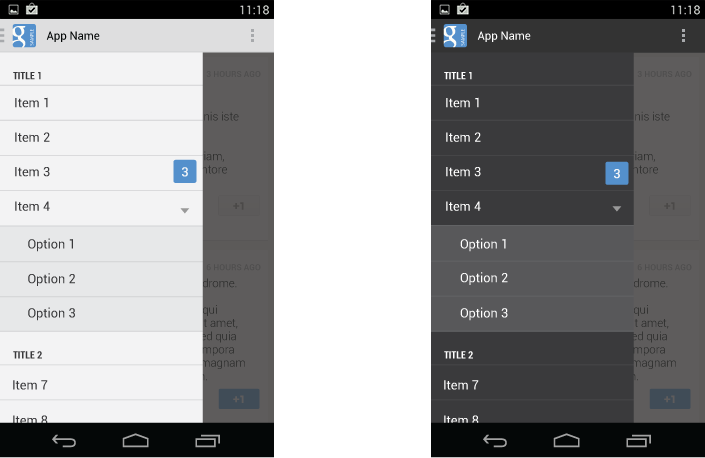 11:18
App Name
TITLE 1
3 HOURS AGO
Item 1
nis iste
Item 2
iam,
Item 3
3
ntore
Item 4
+1
Option 1
6 HOURS AGO
Option 2
drome.
qui
Option 3
t amet,
ed quia
mpora
TITLE 2
magnam
Item 7
+1
Item 8
11:18
App Name
TITLE 1
3 HOURS AGO
Item 1
nis iste
Item 2
iam,
Item 3
3
ntore
Item 4
+1
Option 1
6 HOURS AGO
Option 2
drome.
qui
Option 3
t amet,
ed quia
mpora
TITLE 2
magnam
Item 7
+1
Item 8